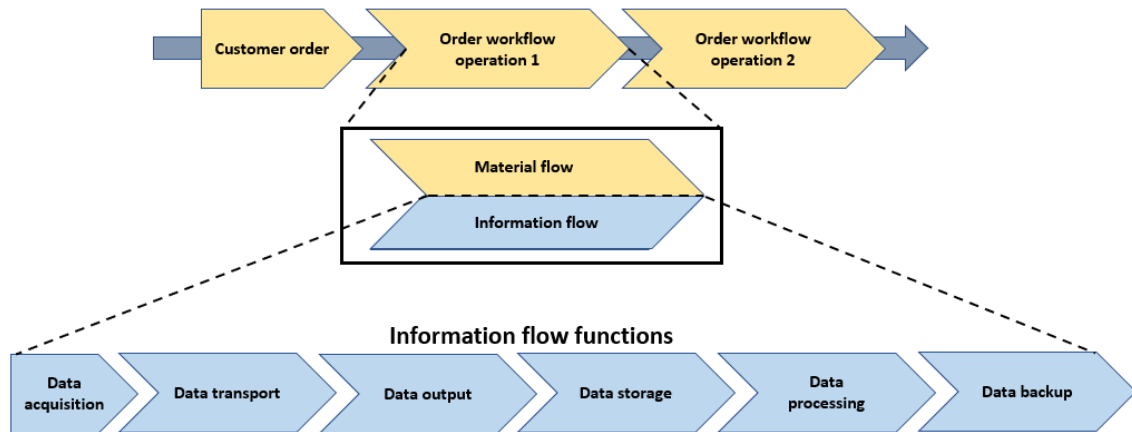 Customer order
Order workflow
operation 1
Order workflow
operation 2
Material flow
Information flow
Information flow functions
Data
acquisition
Data transport
Data output
Data storage
Data
processing
Data backup